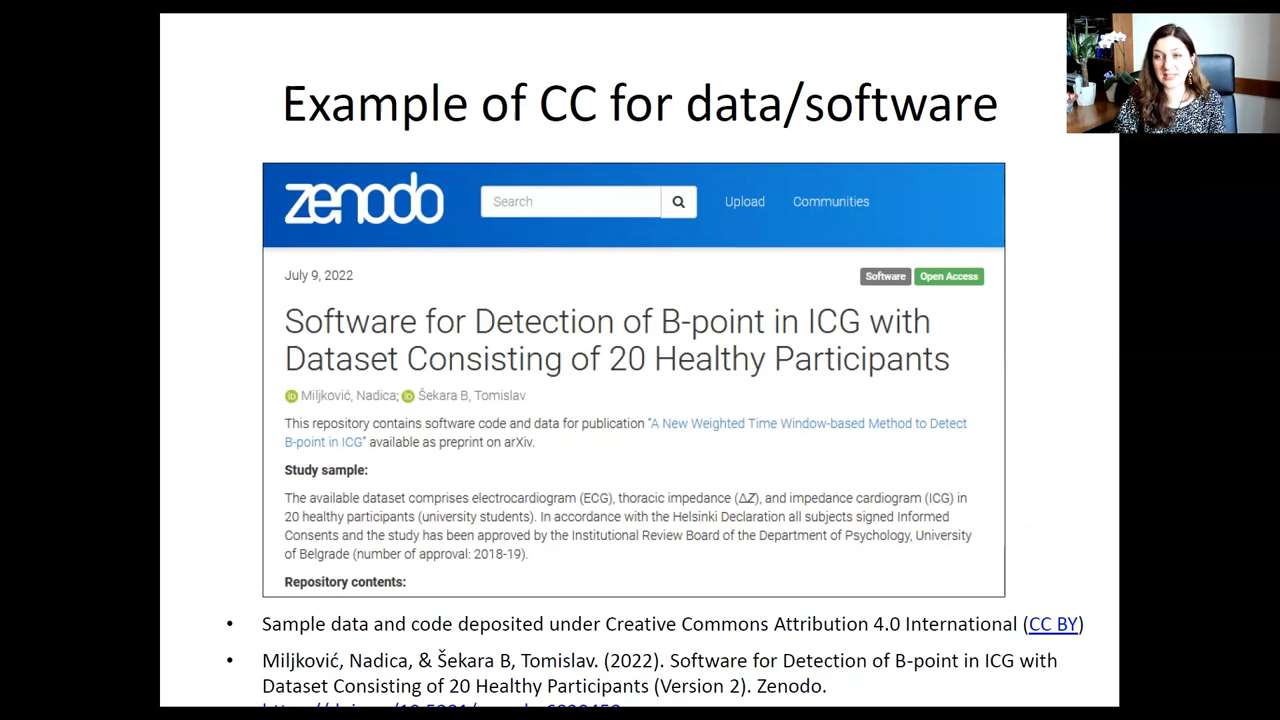 Example of CC for data/software
zenodo
Search
Upload
Communities
July 9, 2022
Software
Open Access
Software for Detection of B-point in ICG with
Dataset Consisting of 20 Healthy Participants
iD Miljković, Nadica; iD Šekara B, Tomislav
This repository contains software code and data for publication "A New Weighted Time Window-based Method to Detect
B-point in ICG" available as preprint on arXiv.
Study sample:
The available dataset comprises electrocardiogram (ECG), thoracic impedance (ΔZ), and impedance cardiogram (ICG) in
20 healthy participants (university students). In accordance with the Helsinki Declaration all subjects signed Informed
Consents and the study has been approved by the Institutional Review Board of the Department of Psychology, University
of Belgrade (number of approval: 2018-19).
Repository contents:
• Sample data and code deposited under Creative Commons Attribution 4.0 International (CC BY)
• Miljković, Nadica, & Šekara B, Tomislav. (2022). Software for Detection of B-point in ICG with
Dataset Consisting of 20 Healthy Participants (Version 2). Zenodo.